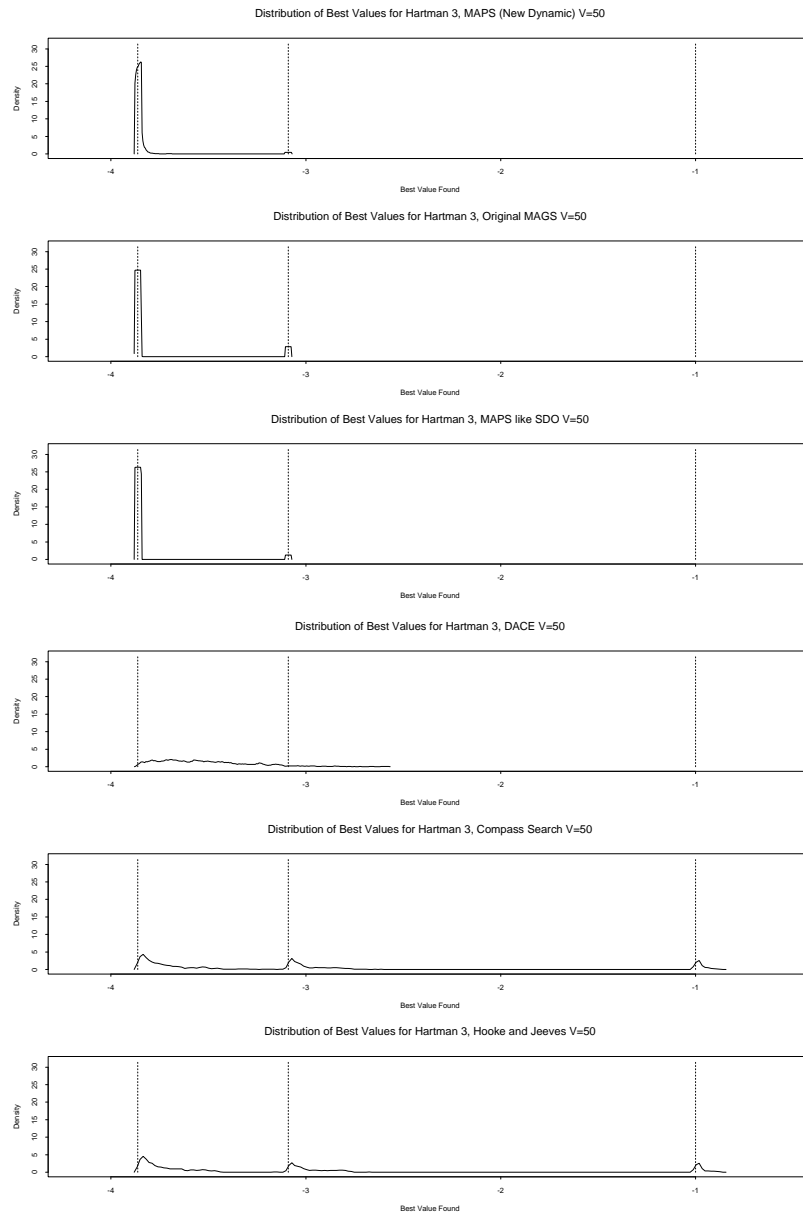 Distribution of Best Values for Hartman 3, MAPS (New Dynamic) V=50
Density
0 5 10 15 20 25 30
-4 -3 -2 -1
Best Value Found
Distribution of Best Values for Hartman 3, Original MAGS V=50
Density
0 5 10 15 20 25 30
-4 -3 -2 -1
Best Value Found
Distribution of Best Values for Hartman 3, MAPS like SDO V=50
Density
0 5 10 15 20 25 30
-4 -3 -2 -1
Best Value Found
Distribution of Best Values for Hartman 3, DACE V=50
Density
0 5 10 15 20 25 30
-4 -3 -2 -1
Best Value Found
Distribution of Best Values for Hartman 3, Compass Search V=50
Density
0 5 10 15 20 25 30
-4 -3 -2 -1
Best Value Found
Distribution of Best Values for Hartman 3, Hooke and Jeeves V=50
Density
0 5 10 15 20 25 30
-4 -3 -2 -1
Best Value Found